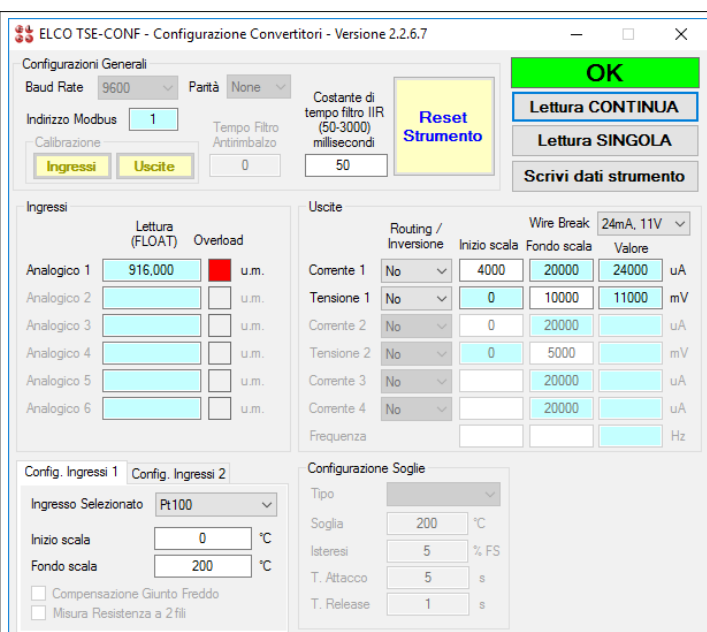 ELCO TSE-CONF - Configurazione Convertitori - Versione 2.2.6.7
Configurazioni Generali
Baud Rate 9600 Parità None
Indirizzo Modbus 1
Calibrazione
Ingressi Uscite
Tempo Filtro
Antirimbalzo
0
Costante di
tempo filtro IIR
(50-3000)
millisecondi
50
Reset
Strumento
OK
Lettura CONTINUA
Lettura SINGOLA
Scrivi dati strumento
Ingressi
Lettura
(FLOAT) Overload
Analogico 1 916,000 u.m.
Analogico 2 u.m.
Analogico 3 u.m.
Analogico 4 u.m.
Analogico 5 u.m.
Analogico 6 u.m.
Uscite
Wire Break 24mA, 11V
Routing /
Inversione Inizio scala Fondo scala Valore
Corrente 1 No 4000 20000 24000 uA
Tensione 1 No 0 10000 11000 mV
Corrente 2 No 0 20000 uA
Tensione 2 No 0 5000 mV
Corrente 3 No 20000 uA
Corrente 4 No 20000 uA
Frequenza Hz
Config. Ingressi 1 Config. Ingressi 2
Ingresso Selezionato Pt100
Inizio scala 0 °C
Fondo scala 200 °C
Compensazione Giunto Freddo
Misura Resistenza a 2 fili
Configurazione Soglie
Tipo
Soglia 200 °C
Isteresi 5 % FS
T. Attacco 5 s
T. Release 1 s